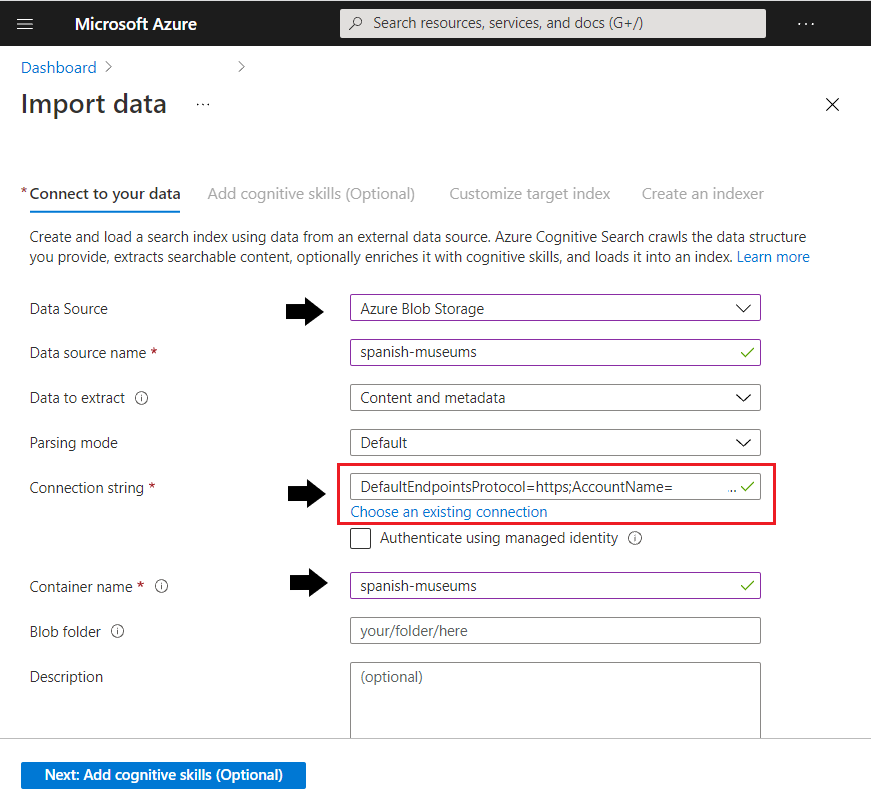 Microsoft Azure
Search resources, services, and docs (G+/)
...
Dashboard
Import data
...
* Connect to your data
Add cognitive skills (Optional)
Customize target index
Create an indexer
Create and load a search index using data from an external data source. Azure Cognitive Search crawls the data structure
you provide, extracts searchable content, optionally enriches it with cognitive skills, and loads it into an index. Learn more
Data Source
Azure Blob Storage
Data source name *
spanish-museums
Data to extract
Content and metadata
Parsing mode
Default
Connection string *
DefaultEndpointsProtocol=https;AccountName= ...
Choose an existing connection
Authenticate using managed identity
Container name *
spanish-museums
Blob folder
your/folder/here
Description
(optional)
Next: Add cognitive skills (Optional)